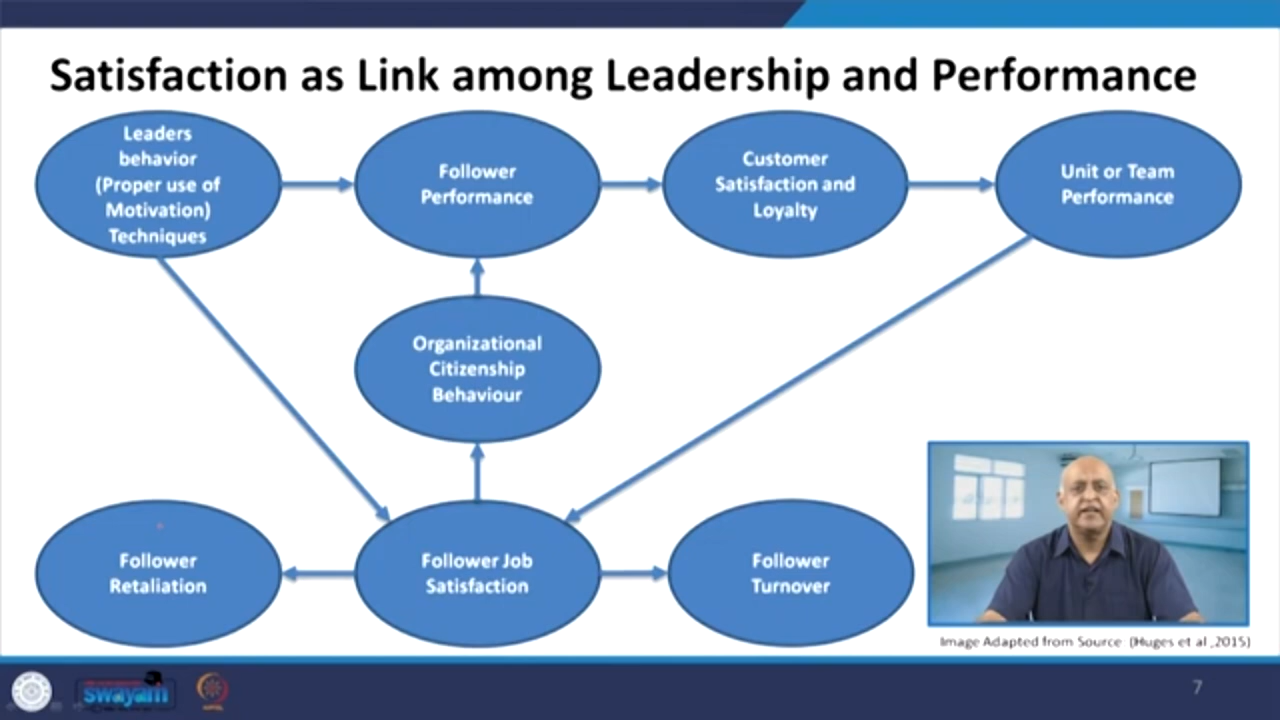 Satisfaction as Link among Leadership and Performance
Leaders
behavior
(Proper use of
Motivation)
Techniques
Follower
Performance
Customer
Satisfaction and
Loyalty
Unit or Team
Performance
Organizational
Citizenship
Behaviour
Follower
Retaliation
Follower Job
Satisfaction
Follower
Turnover
Image Adapted from Source (Huges et al ,2015)
swayam
7